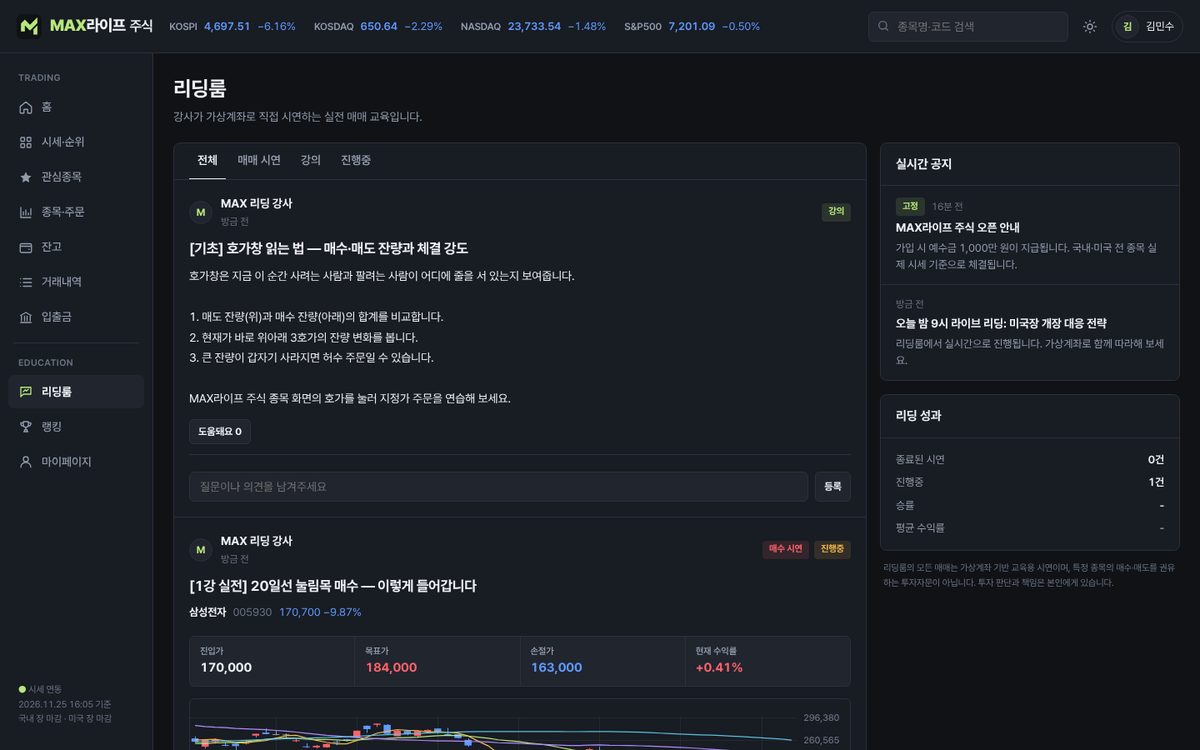 MAX라이프 주식 KOSPI 4,697.51 −6.16% KOSDAQ 650.64 −2.29% NASDAQ 23,733.54 −1.48% S&P500 7,201.09 −0.50% 종목명·코드 검색 김 김민수
TRADING
홈
시세·순위
관심종목
종목·주문
잔고
거래내역
입출금
EDUCATION
리딩룸
랭킹
마이페이지
시세 연동
2026.11.25 16:05 기준
국내 장 마감 · 미국 장 마감
리딩룸
강사가 가상계좌로 직접 시연하는 실전 매매 교육입니다.
전체 매매 시연 강의 진행중
M MAX 리딩 강사
방금 전
강의
[기초] 호가창 읽는 법 — 매수·매도 잔량과 체결 강도
호가창은 지금 이 순간 사려는 사람과 팔려는 사람이 어디에 줄을 서 있는지 보여줍니다.
1. 매도 잔량(위)과 매수 잔량(아래)의 합계를 비교합니다.
2. 현재가 바로 위아래 3호가의 잔량 변화를 봅니다.
3. 큰 잔량이 갑자기 사라지면 허수 주문일 수 있습니다.
MAX라이프 주식 종목 화면의 호가를 눌러 지정가 주문을 연습해 보세요.
도움돼요 0
질문이나 의견을 남겨주세요 등록
M MAX 리딩 강사
방금 전
매수 시연 진행중
[1강 실전] 20일선 눌림목 매수 — 이렇게 들어갑니다
삼성전자 005930 170,700 −9.87%
진입가 목표가 손절가 현재 수익률
170,000 184,000 163,000 +0.41%
296,380
260,565
실시간 공지
고정 16분 전
MAX라이프 주식 오픈 안내
가입 시 예수금 1,000만 원이 지급됩니다. 국내·미국 전 종목 실
제 시세 기준으로 체결됩니다.
방금 전
오늘 밤 9시 라이브 리딩: 미국장 개장 대응 전략
리딩룸에서 실시간으로 진행됩니다. 가상계좌로 함께 따라해 보세
요.
리딩 성과
종료된 시연 0건
진행중 1건
승률 -
평균 수익률 -
리딩룸의 모든 매매는 가상계좌 기반 교육용 시연이며, 특정 종목의 매수·매도를 권유
하는 투자자문이 아닙니다. 투자 판단과 책임은 본인에게 있습니다.